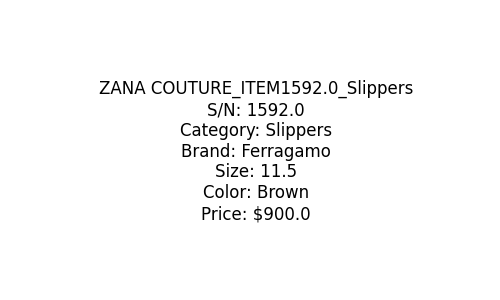 ZANA COUTURE_ITEM1592.0_Slippers
S/N: 1592.0
Category: Slippers
Brand: Ferragamo
Size: 11.5
Color: Brown
Price: $900.0